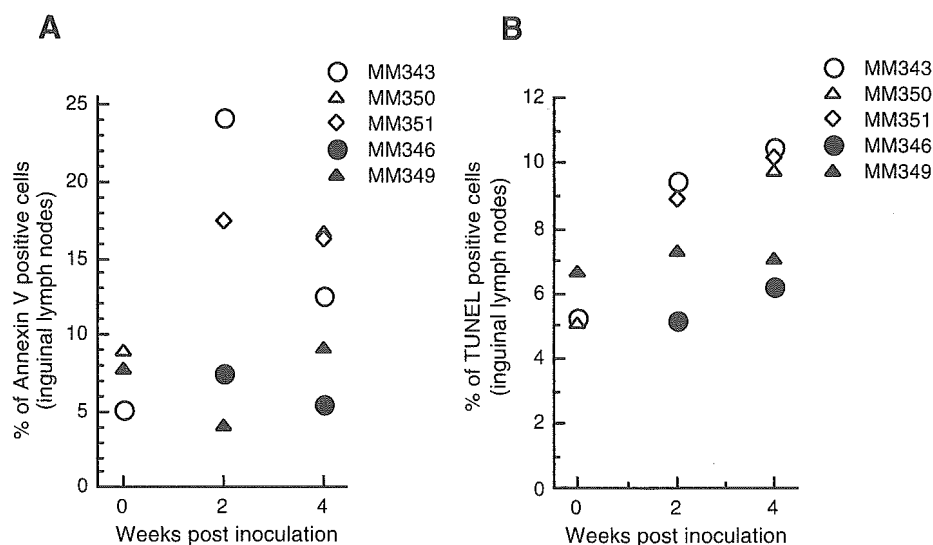 A
MM343
MM350
MM351
MM346
MM349
% of Annexin V positive cells
(inguinal lymph nodes)
25
20
15
10
5
0
0 2 4
Weeks post inoculation
B
MM343
MM350
MM351
MM346
MM349
% of TUNEL positive cells
(inguinal lymph nodes)
12
10
8
6
4
2
0
0 2 4
Weeks post inoculation